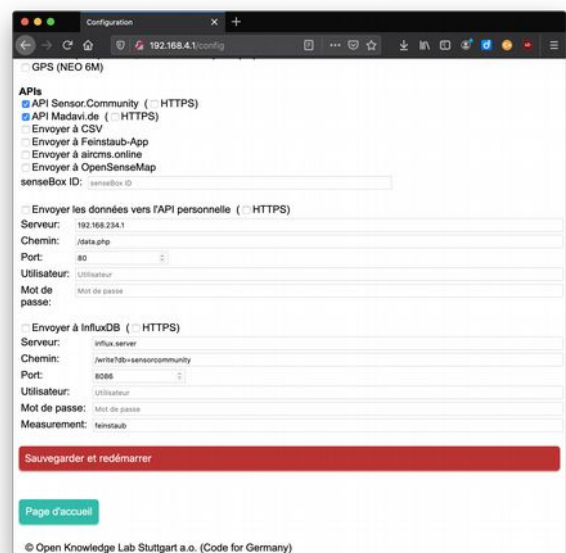 Configuration
192.168.4.1/config
GPS (NEO 6M)
APIs
API Sensor.Community ( HTTPS)
API Madavi.de ( HTTPS)
Envoyer à CSV
Envoyer à Feinstaub-App
Envoyer à aircms.online
Envoyer à OpenSenseMap
senseBox ID: senseBox ID
Envoyer les données vers l'API personnelle ( HTTPS)
Serveur: 192.168.234.1
Chemin: /data.php
Port: 80
Utilisateur: Utilisateur
Mot de passe: Mot de passe
Envoyer à InfluxDB ( HTTPS)
Serveur: influx.server
Chemin: /write?db=sensorcommunity
Port: 8086
Utilisateur: Utilisateur
Mot de passe: Mot de passe
Measurement: feinstaub
Sauvegarder et redémarrer
Page d'accueil
© Open Knowledge Lab Stuttgart a.o. (Code for Germany)